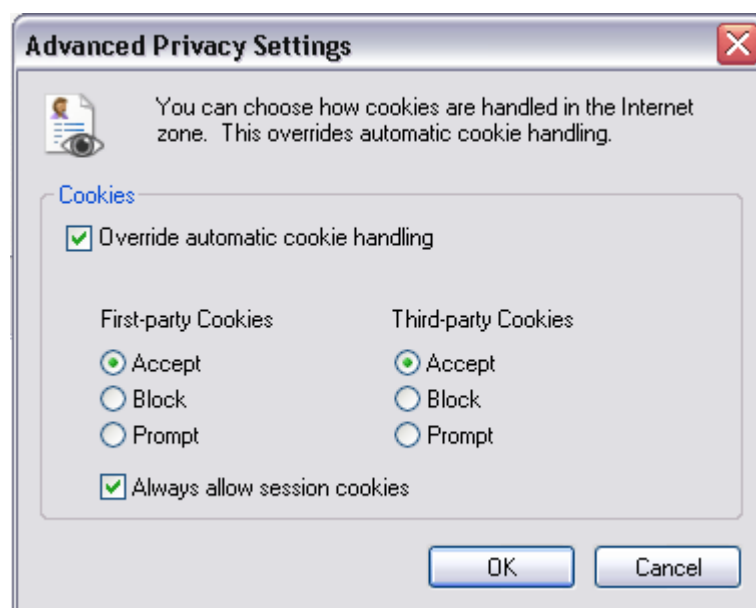 Advanced Privacy Settings
You can choose how cookies are handled in the Internet
zone.  This overrides automatic cookie handling.
Cookies
Override automatic cookie handling
First-party Cookies
Third-party Cookies
Accept
Accept
Block
Block
Prompt
Prompt
Always allow session cookies
OK
Cancel